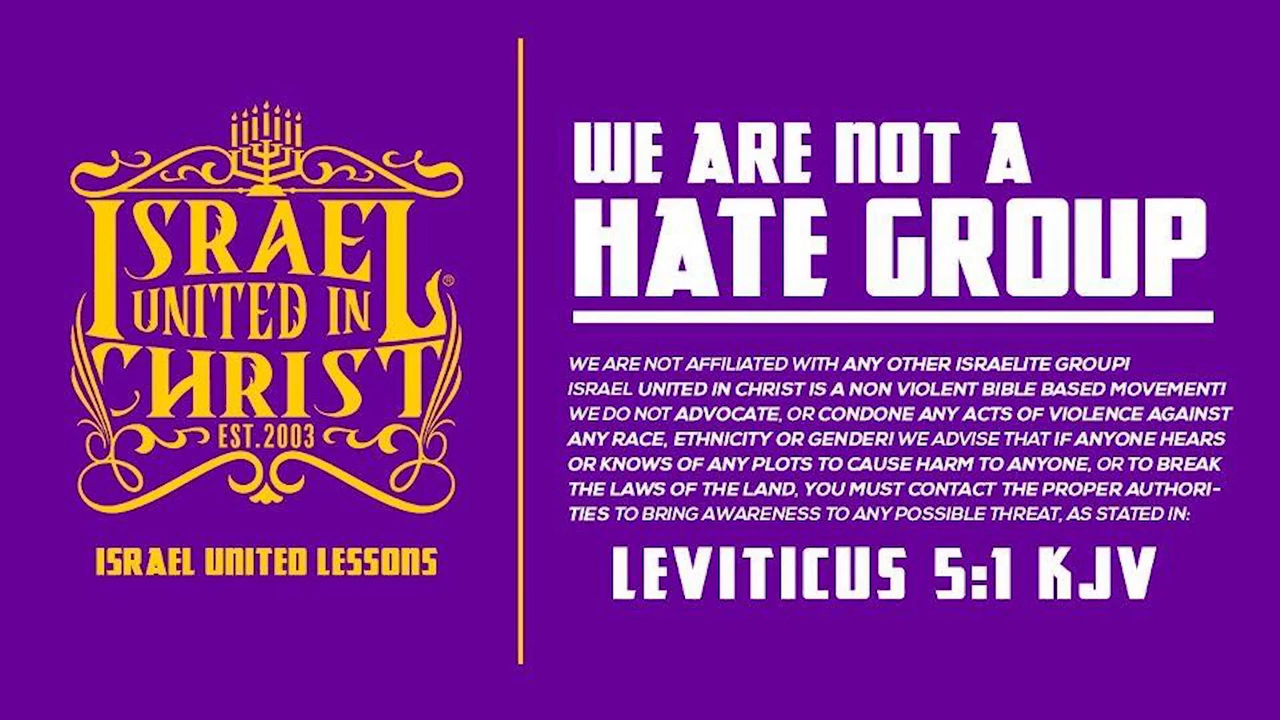 ISRAEL
UNITED IN
CHRIST
®
EST. 2003
ISRAEL UNITED LESSONS
WE ARE NOT A
HATE GROUP
WE ARE NOT AFFILIATED WITH ANY OTHER ISRAELITE GROUP!
ISRAEL UNITED IN CHRIST IS A NON VIOLENT BIBLE BASED MOVEMENT!
WE DO NOT ADVOCATE, OR CONDONE ANY ACTS OF VIOLENCE AGAINST
ANY RACE, ETHNICITY OR GENDER! WE ADVISE THAT IF ANYONE HEARS
OR KNOWS OF ANY PLOTS TO CAUSE HARM TO ANYONE, OR TO BREAK
THE LAWS OF THE LAND, YOU MUST CONTACT THE PROPER AUTHORI-
TIES TO BRING AWARENESS TO ANY POSSIBLE THREAT, AS STATED IN:
LEVITICUS 5:1 KJV